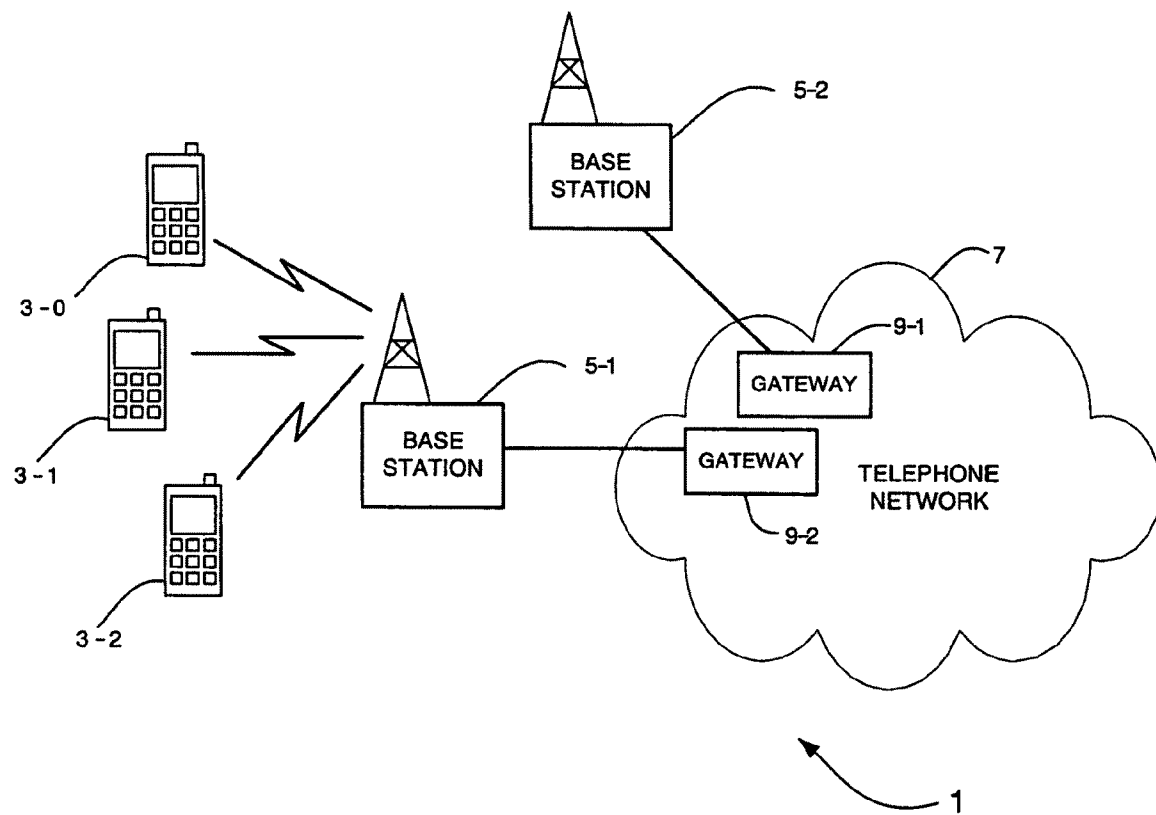 5-2
BASE
STATION
3-0
7
9-1
GATEWAY
5-1
3-1
BASE
STATION
GATEWAY
TELEPHONE
NETWORK
9-2
3-2
1